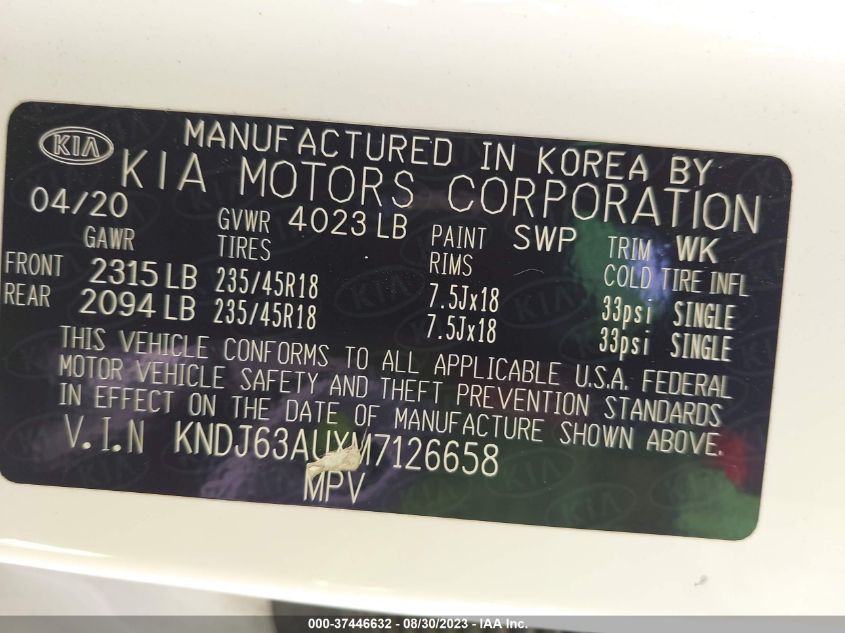 KIA
MANUFACTURED IN KOREA BY
KIA MOTORS CORPORATION
04/20 GVWR 4023 LB PAINT SWP TRIM WK
GAWR TIRES RIMS COLD TIRE INFL
FRONT 2315 LB 235/45R18 7.5Jx18 33psi SINGLE
REAR 2094 LB 235/45R18 7.5Jx18 33psi SINGLE
THIS VEHICLE CONFORMS TO ALL APPLICABLE U.S.A. FEDERAL
MOTOR VEHICLE SAFETY AND THEFT PREVENTION STANDARDS
IN EFFECT ON THE DATE OF MANUFACTURE SHOWN ABOVE.
V.I.N KNDJ63AUXM7126658
MPV
000-37446632 - 08/30/2023 - IAA Inc.